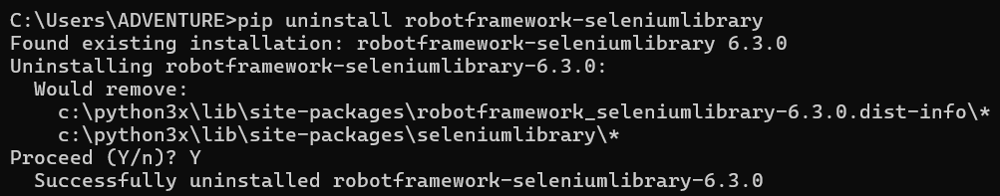 C:\Users\ADVENTURE>pip uninstall robotframework-seleniumlibrary
Found existing installation: robotframework-seleniumlibrary 6.3.0
Uninstalling robotframework-seleniumlibrary-6.3.0:
  Would remove:
    c:\python3x\lib\site-packages\robotframework_seleniumlibrary-6.3.0.dist-info\*
    c:\python3x\lib\site-packages\seleniumlibrary\*
Proceed (Y/n)? Y
  Successfully uninstalled robotframework-seleniumlibrary-6.3.0